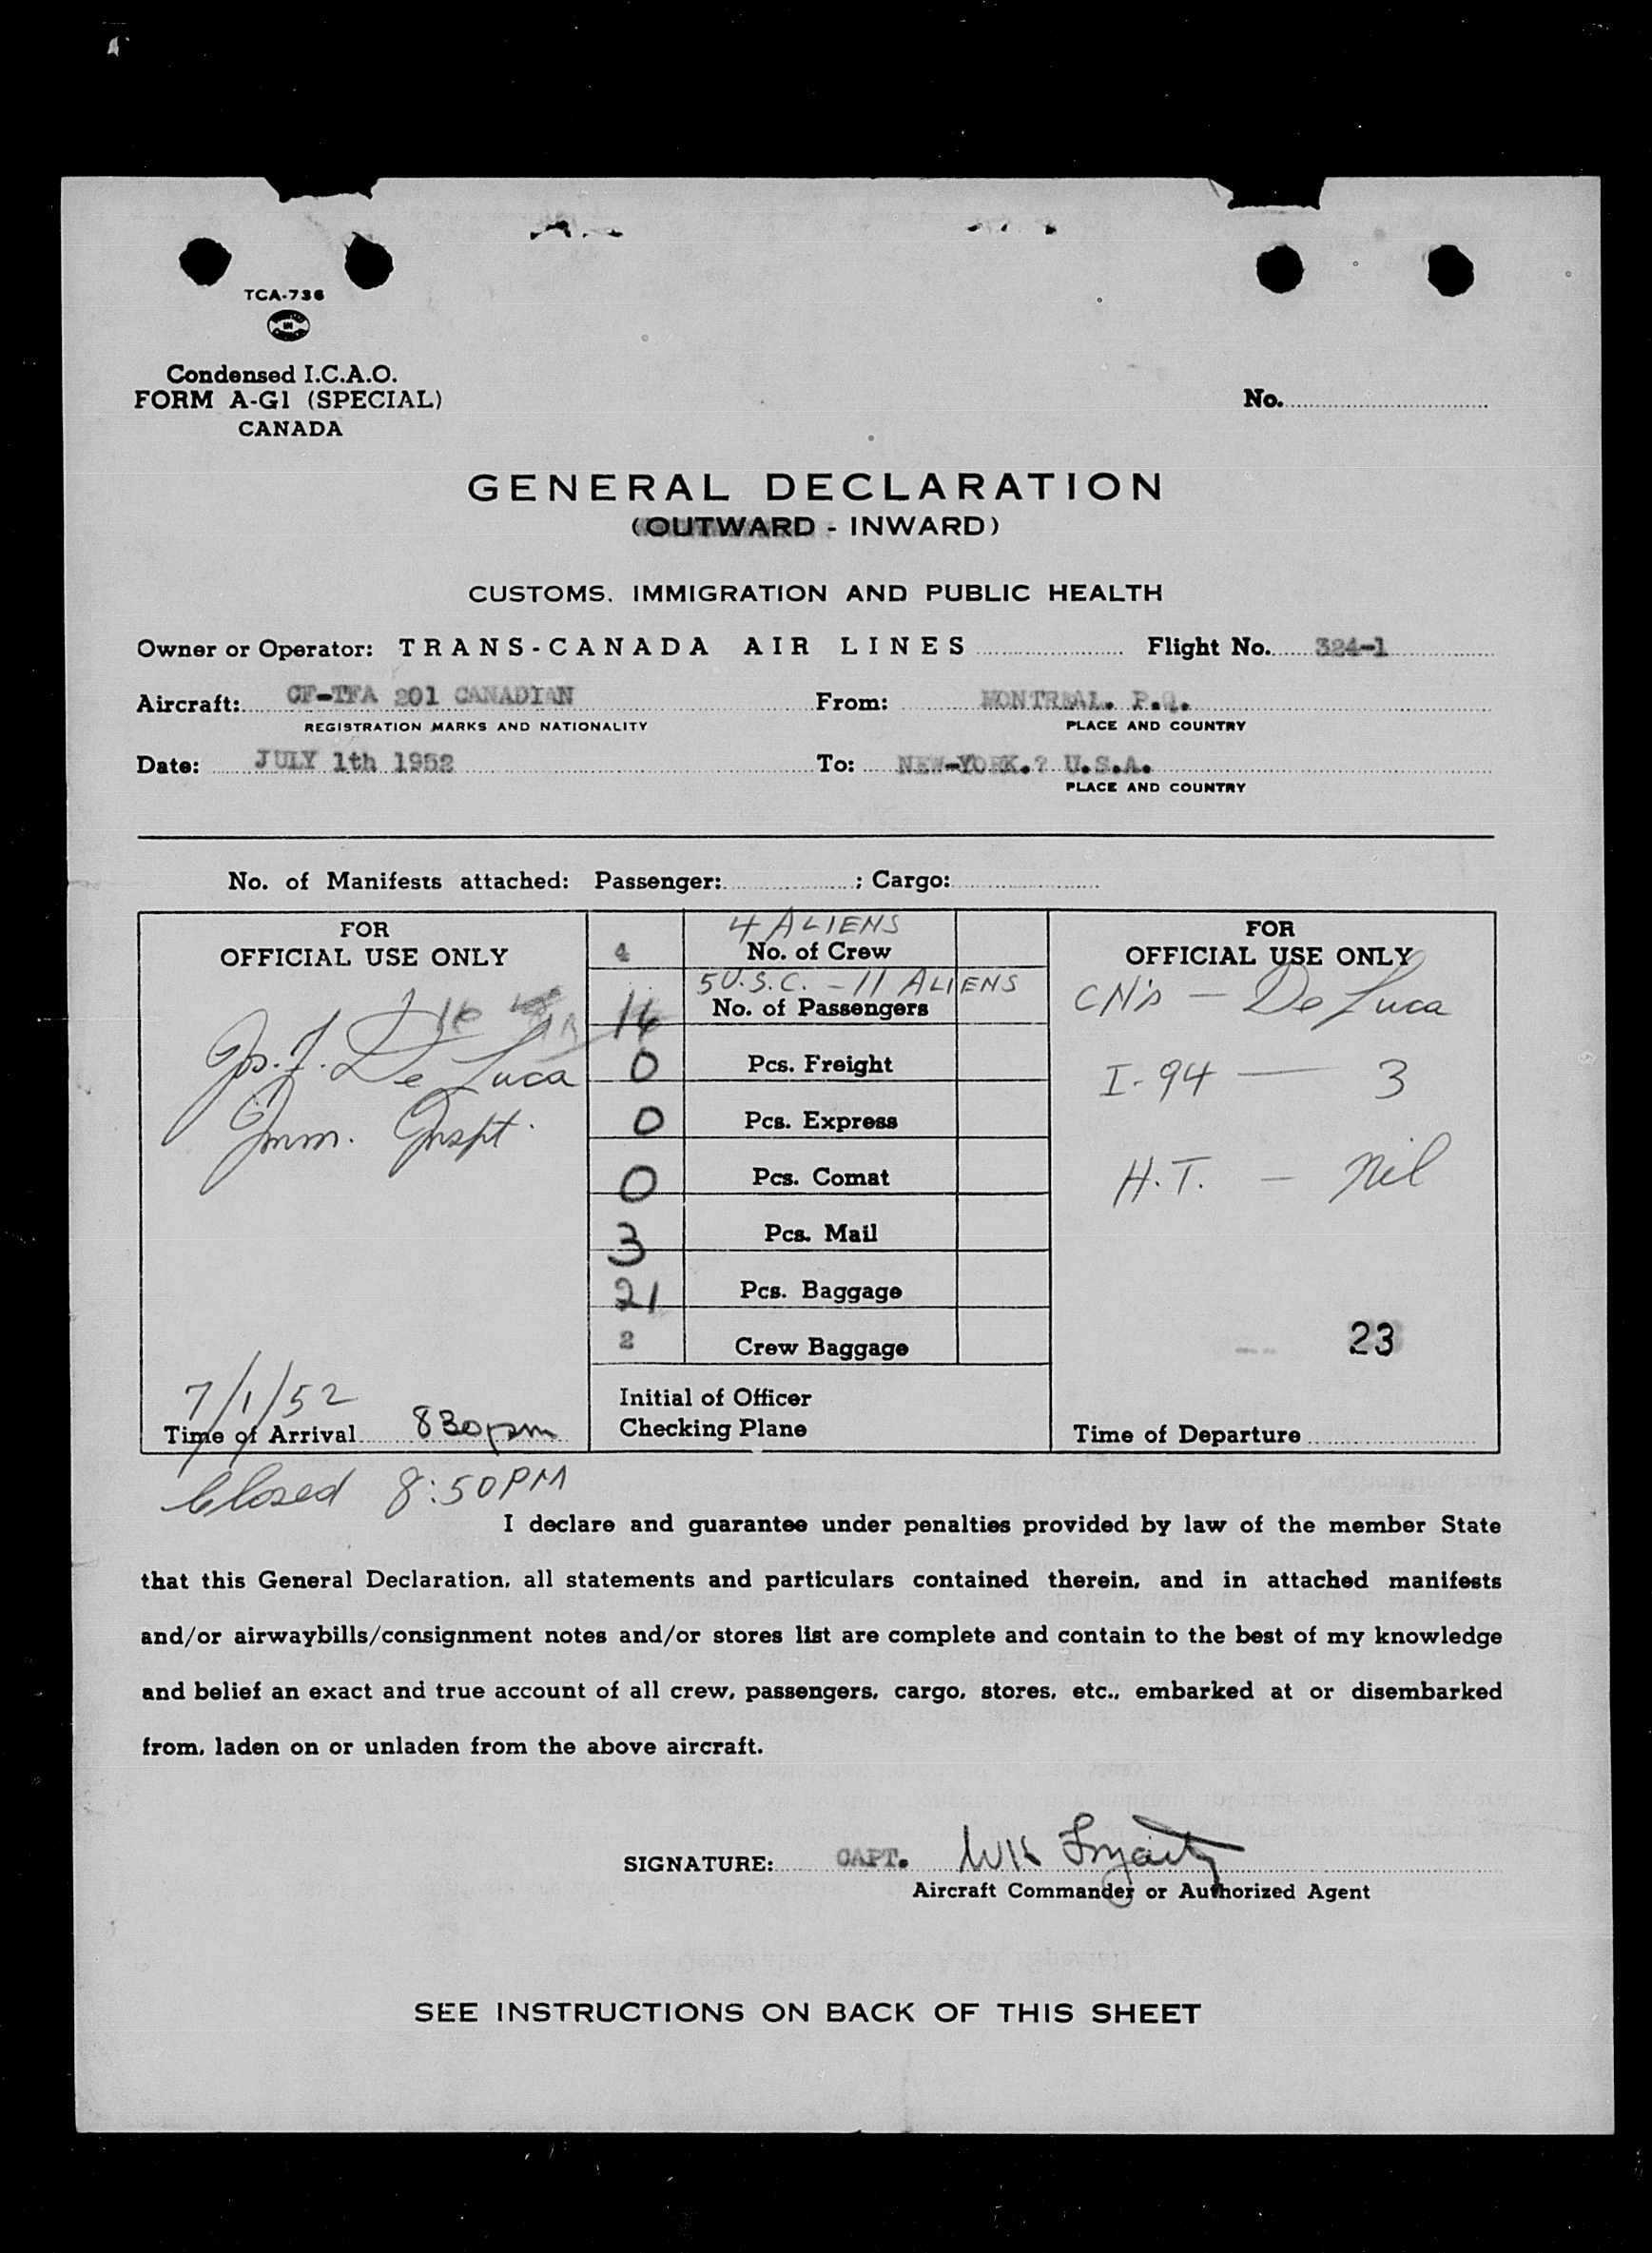 TCA-736
Condensed I.C.A.O.
FORM A-G1 (SPECIAL)
CANADA
No.
GENERAL DECLARATION
(OUTWARD - INWARD)
CUSTOMS, IMMIGRATION AND PUBLIC HEALTH
Owner or Operator: TRANS-CANADA AIR LINES Flight No. 324-1
Aircraft: CF-TFA 201 CANADIAN From: MONTREAL. P.Q.
REGISTRATION MARKS AND NATIONALITY PLACE AND COUNTRY
Date: JULY 1th 1952 To: NEW-YORK.? U.S.A.
PLACE AND COUNTRY
No. of Manifests attached: Passenger: ; Cargo:
FOR
OFFICIAL USE ONLY
16
Jos. J. De Luca
Imm. Inspt.
7/1/52
Time of Arrival 830 pm
Closed 8:50 PM
4 ALIENS
4 No. of Crew
5 U.S.C. - 11 ALIENS
16 No. of Passengers
0 Pcs. Freight
0 Pcs. Express
0 Pcs. Comat
3 Pcs. Mail
21 Pcs. Baggage
2 Crew Baggage
Initial of Officer
Checking Plane
FOR
OFFICIAL USE ONLY
CN's - De Luca
I-94 - 3
H.T. - Nil
23
Time of Departure
I declare and guarantee under penalties provided by law of the member State
that this General Declaration, all statements and particulars contained therein, and in attached manifests
and/or airwaybills/consignment notes and/or stores list are complete and contain to the best of my knowledge
and belief an exact and true account of all crew, passengers, cargo, stores, etc., embarked at or disembarked
from, laden on or unladen from the above aircraft.
SIGNATURE: CAPT. WK
Aircraft Commander or Authorized Agent
SEE INSTRUCTIONS ON BACK OF THIS SHEET